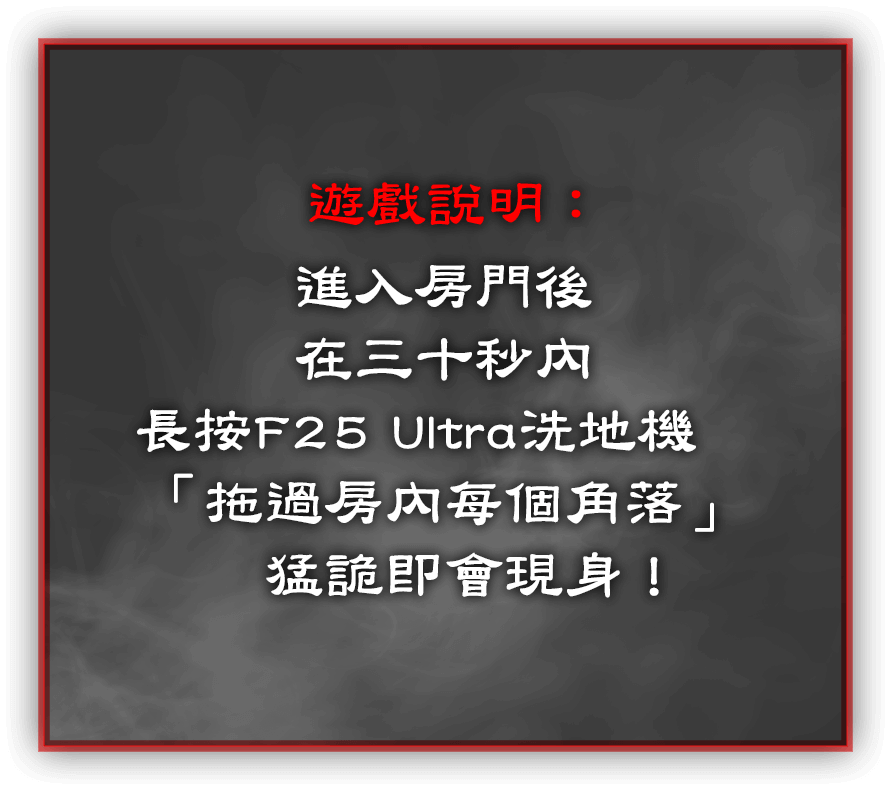 遊戲說明：
進入房門後
在三十秒內
長按F25 Ultra洗地機
「拖過房內每個角落」
猛詭即會現身！